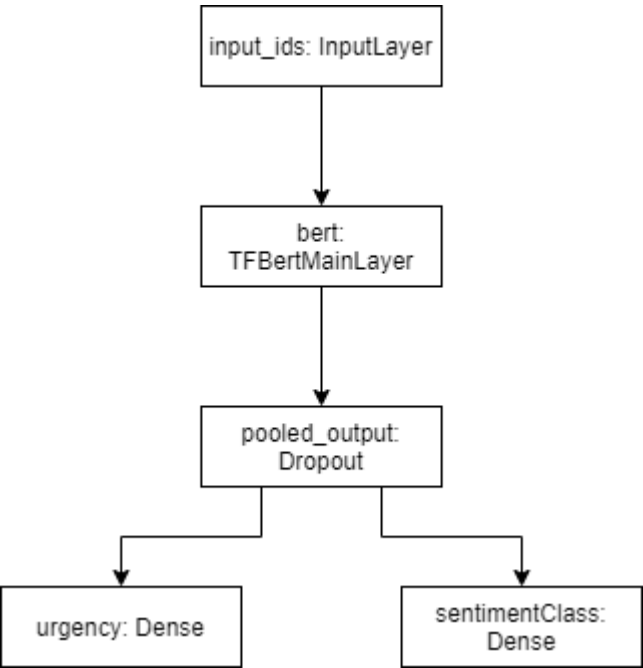 input_ids: InputLayer
bert:
TFBertMainLayer
pooled_output:
Dropout
urgency: Dense
sentimentClass:
Dense